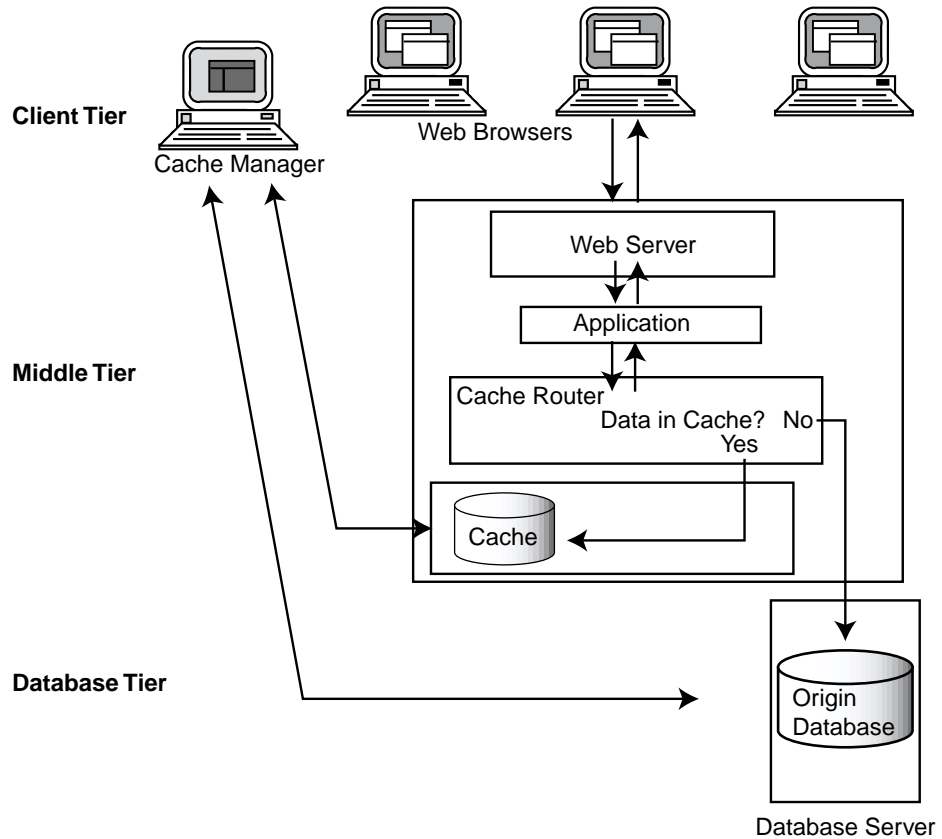 Client Tier
Web Browsers
Cache Manager
Web Server
Application
Middle Tier
Cache Router
Data in Cache? No
Yes
Cache
Database Tier
Origin
Database
Database Server